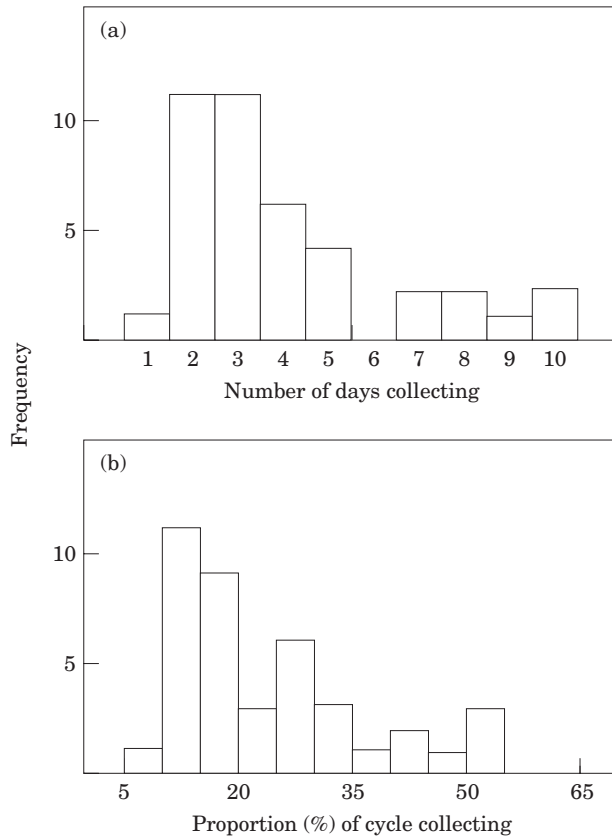 (a)
10
5
1 2 3 4 5 6 7 8 9 10
Number of days collecting
Frequency
(b)
10
5
5 20 35 50 65
Proportion (%) of cycle collecting